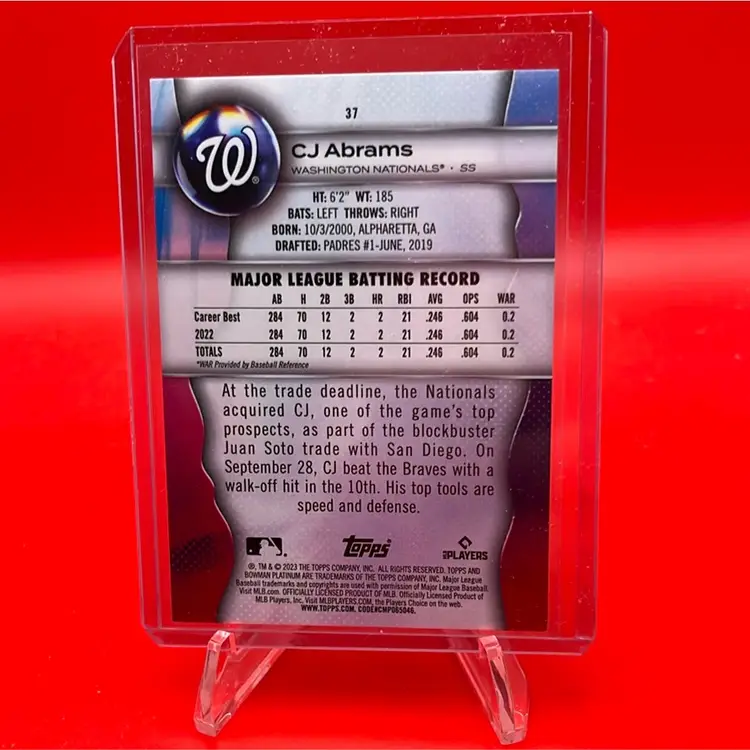 37
W®
CJ Abrams
WASHINGTON NATIONALS® · SS
HT: 6'2" WT: 185
BATS: LEFT THROWS: RIGHT
BORN: 10/3/2000, ALPHARETTA, GA
DRAFTED: PADRES #1-JUNE, 2019
MAJOR LEAGUE BATTING RECORD
AB H 2B 3B HR RBI AVG OPS WAR
Career Best 284 70 12 2 2 21 .246 .604 0.2
2022 284 70 12 2 2 21 .246 .604 0.2
TOTALS 284 70 12 2 2 21 .246 .604 0.2
*WAR Provided by Baseball Reference
At the trade deadline, the Nationals
acquired CJ, one of the game's top
prospects, as part of the blockbuster
Juan Soto trade with San Diego. On
September 28, CJ beat the Braves with a
walk-off hit in the 10th. His top tools are
speed and defense.
Topps
PLAYERS
®, TM & © 2023 THE TOPPS COMPANY, INC. ALL RIGHTS RESERVED. TOPPS AND
BOWMAN PLATINUM ARE TRADEMARKS OF THE TOPPS COMPANY, INC. Major League
Baseball trademarks and copyrights are used with permission of Major League Baseball.
Visit MLB.com. OFFICIALLY LICENSED PRODUCT OF MLB. Officially Licensed Product of
MLB Players, Inc. Visit MLBPLAYERS.com, the Players Choice on the web.
WWW.TOPPS.COM. CODE#CMP065046.